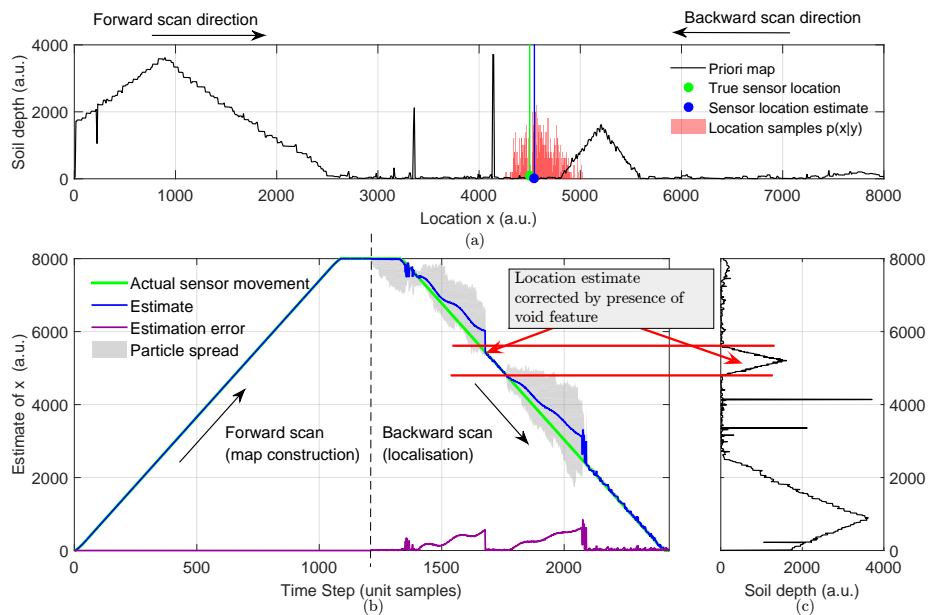 Forward scan direction
Backward scan direction
Soil depth (a.u.)
4000
2000
0
Priori map
True sensor location
Sensor location estimate
Location samples p(x|y)
0 1000 2000 3000 4000 5000 6000 7000 8000
Location x (a.u.)
(a)
Estimate of x (a.u.)
8000
6000
4000
2000
0
Actual sensor movement
Estimate
Estimation error
Particle spread
Forward scan
(map construction)
Backward scan
(localisation)
Location estimate
corrected by presence of
void feature
0 500 1000 1500 2000
Time Step (unit samples)
(b)
8000
6000
4000
2000
0
0 2000 4000
Soil depth (a.u.)
(c)